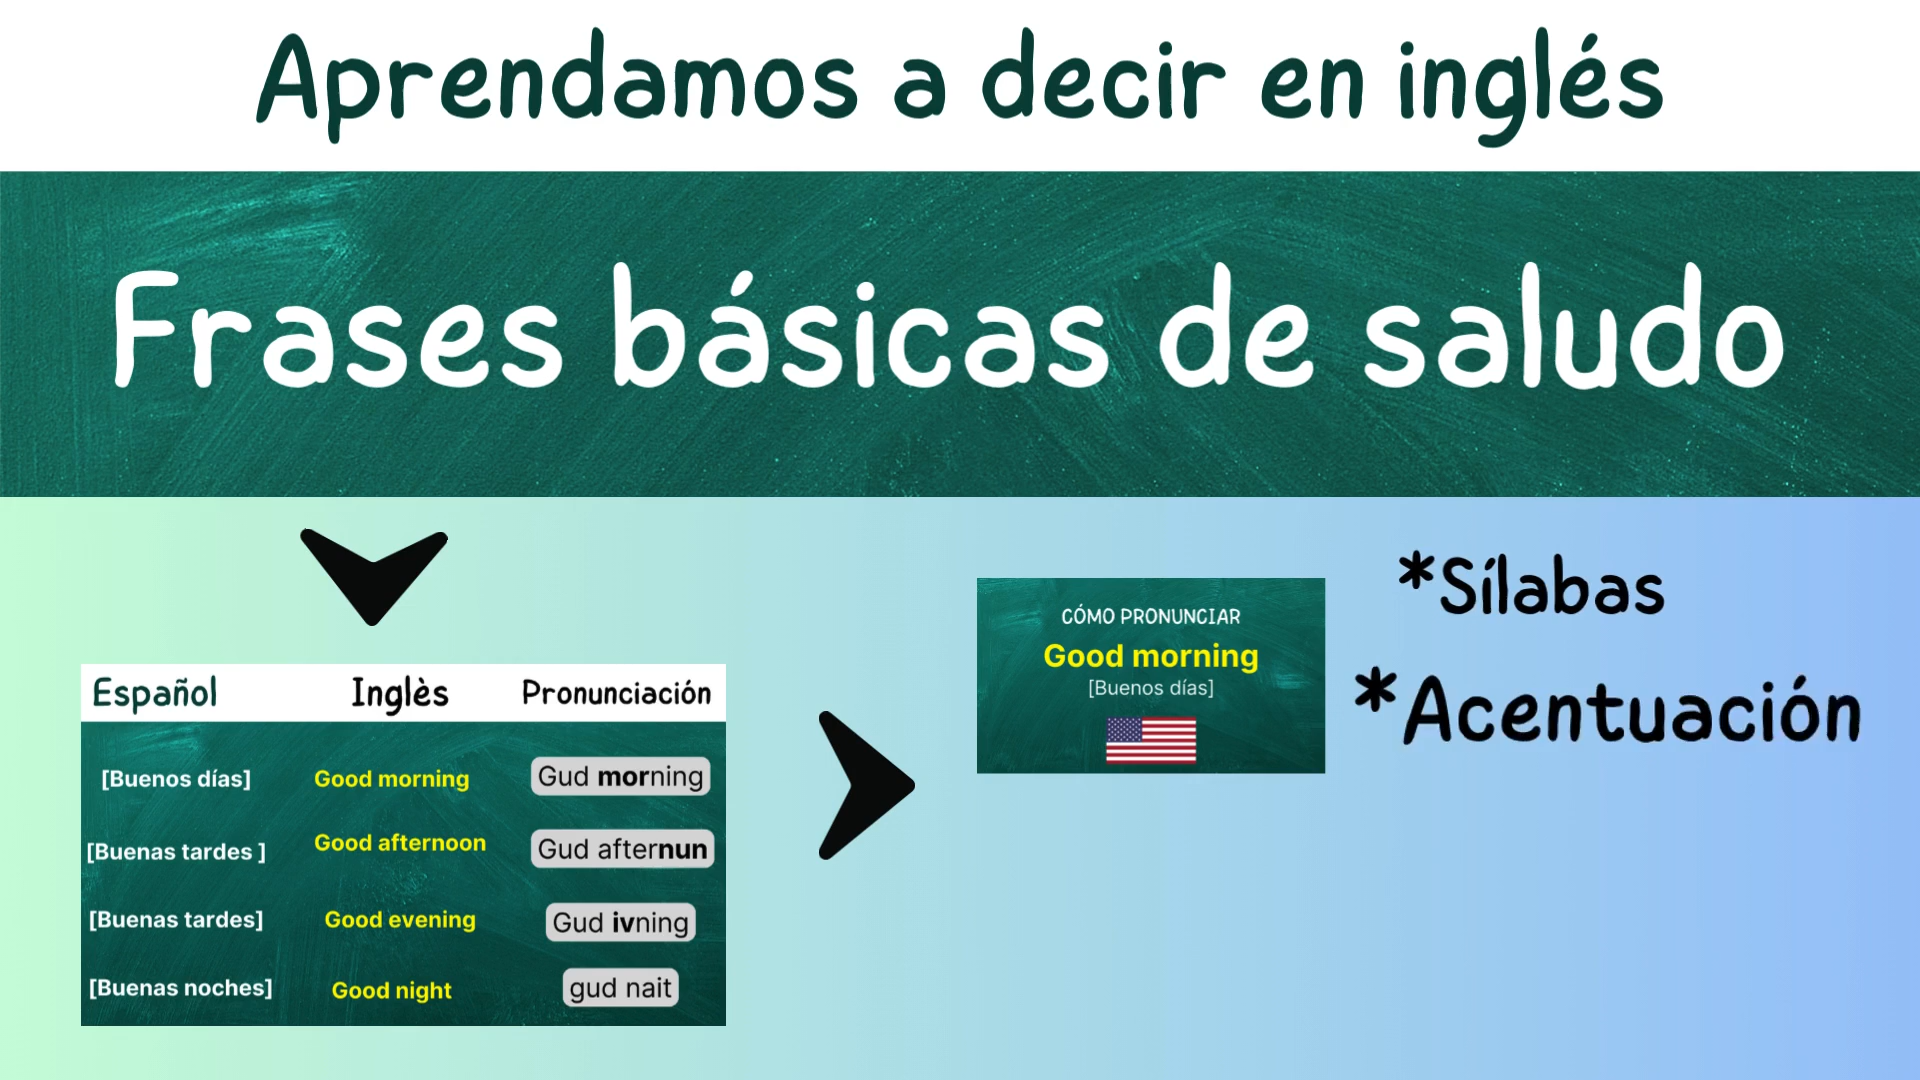 Aprendamos a decir en inglés
Frases básicas de saludo
Español Inglès Pronunciación
[Buenos días] Good morning Gud morning
[Buenas tardes ] Good afternoon Gud afternun
[Buenas tardes] Good evening Gud ivning
[Buenas noches] Good night gud nait
CÓMO PRONUNCIAR
Good morning
[Buenos días]
*Sílabas
*Acentuación